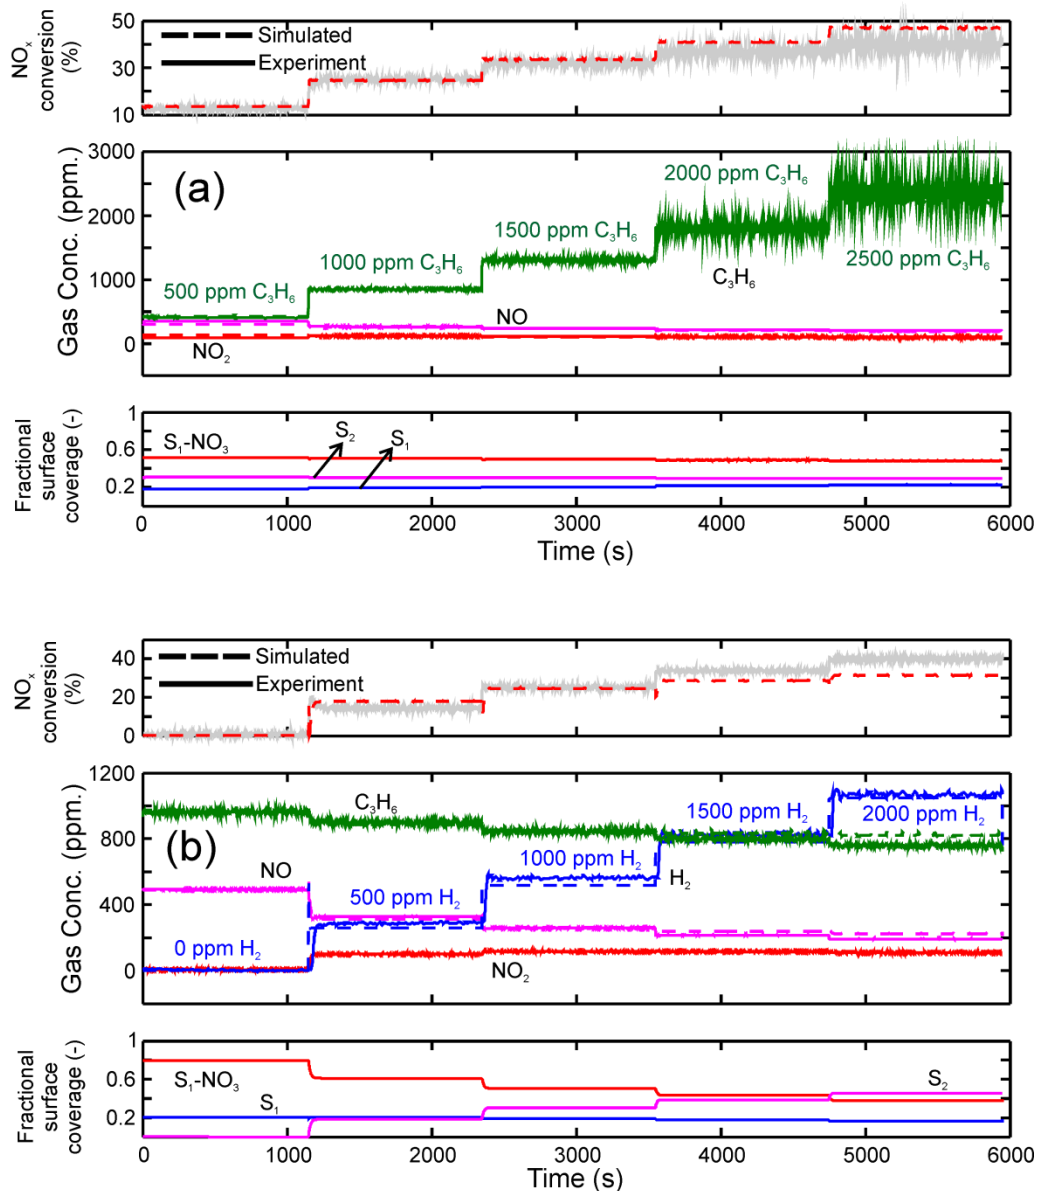 NOx conversion (%)
50
30
10
Simulated
Experiment
Gas Conc. (ppm.)
3000
2000
1000
0
(a)
500 ppm C3H6
1000 ppm C3H6
1500 ppm C3H6
2000 ppm C3H6
2500 ppm C3H6
C3H6
NO
NO2
Fractional surface coverage (-)
1
0.6
0.2
S1-NO3
S2
S1
0 1000 2000 3000 4000 5000 6000
Time (s)
NOx conversion (%)
40
20
0
Simulated
Experiment
Gas Conc. (ppm.)
1200
800
400
0
(b)
C3H6
NO
0 ppm H2
500 ppm H2
1000 ppm H2
1500 ppm H2
2000 ppm H2
H2
NO2
Fractional surface coverage (-)
1
0.6
0.2
S1-NO3
S1
S2
0 1000 2000 3000 4000 5000 6000
Time (s)